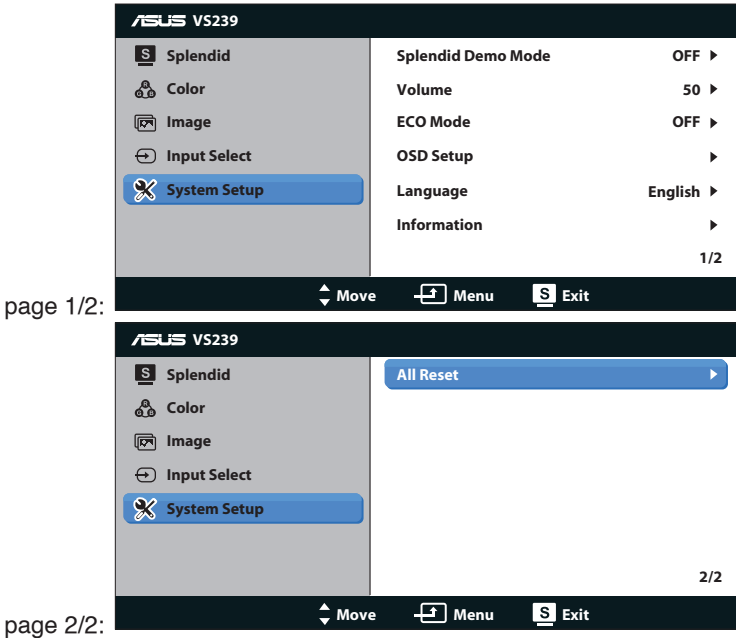 ASUS VS239
S Splendid
Splendid Demo Mode OFF
R G B Color
Volume 50
Image
ECO Mode OFF
Input Select
OSD Setup
System Setup
Language English
Information
1/2
page 1/2:
Move Menu S Exit
ASUS VS239
S Splendid
All Reset
R G B Color
Image
Input Select
System Setup
2/2
page 2/2:
Move Menu S Exit